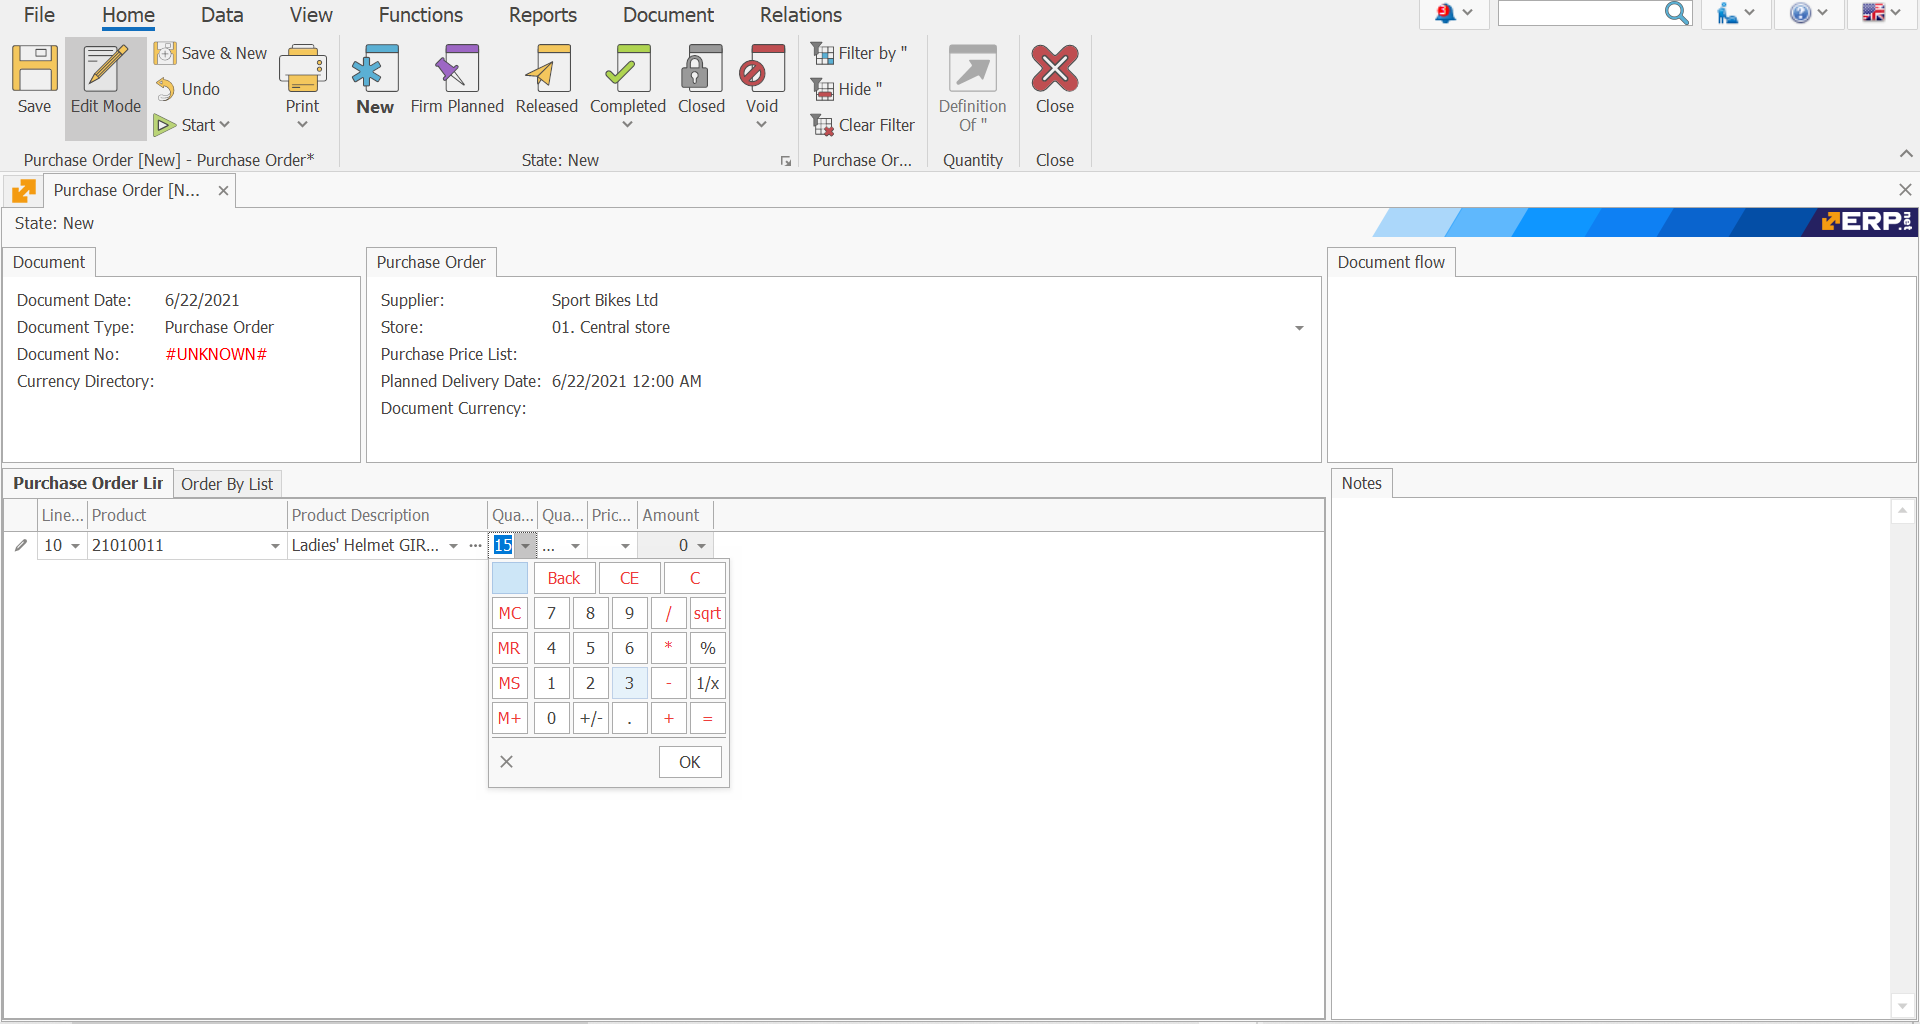 File Home Data View Functions Reports Document Relations
3
Save
Edit Mode
Save & New
Undo
Start
Print
New
Firm Planned
Released
Completed
Closed
Void
Filter by "
Hide "
Clear Filter
Definition
Of "
Close
Purchase Order [New] - Purchase Order*
State: New
Purchase Or...
Quantity
Close
Purchase Order [N...
State: New
ERP.net
Document
Document Date: 6/22/2021
Document Type: Purchase Order
Document No: #UNKNOWN#
Currency Directory:
Purchase Order
Supplier: Sport Bikes Ltd
Store: 01. Central store
Purchase Price List:
Planned Delivery Date: 6/22/2021 12:00 AM
Document Currency:
Document flow
Purchase Order Lir
Order By List
Notes
Line... Product Product Description Qua... Qua... Pric... Amount
10 21010011 Ladies' Helmet GIR... ... 15 ... 0
Back CE C
MC 7 8 9 / sqrt
MR 4 5 6 * %
MS 1 2 3 - 1/x
M+ 0 +/- . + =
OK